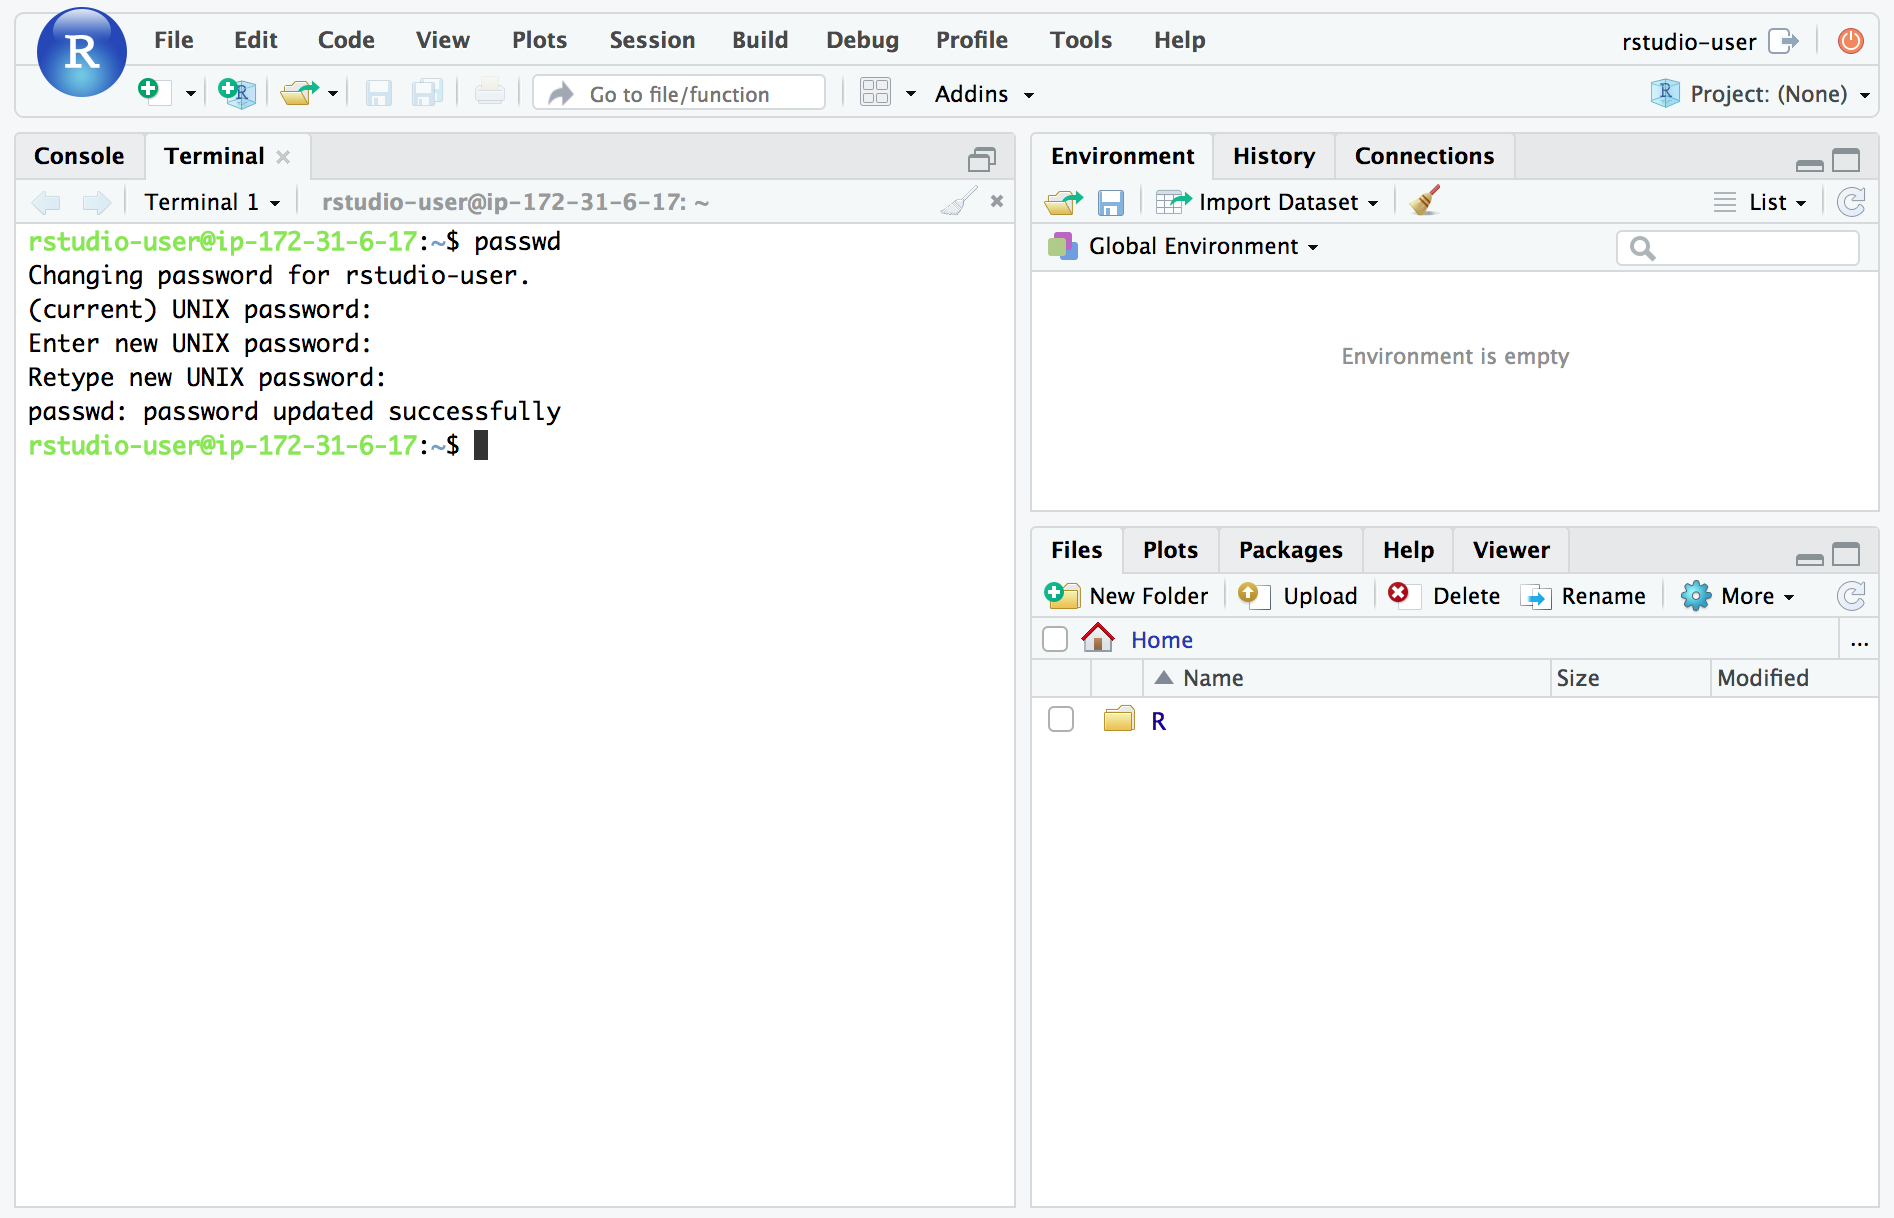 R
File Edit Code View Plots Session Build Debug Profile Tools Help
rstudio-user
Go to file/function
Addins
R Project: (None)
Console Terminal
Terminal 1 rstudio-user@ip-172-31-6-17: ~
rstudio-user@ip-172-31-6-17:~$ passwd
Changing password for rstudio-user.
(current) UNIX password:
Enter new UNIX password:
Retype new UNIX password:
passwd: password updated successfully
rstudio-user@ip-172-31-6-17:~$
Environment History Connections
Import Dataset List
Global Environment
Environment is empty
Files Plots Packages Help Viewer
New Folder Upload Delete Rename More
Home ...
Name Size Modified
R